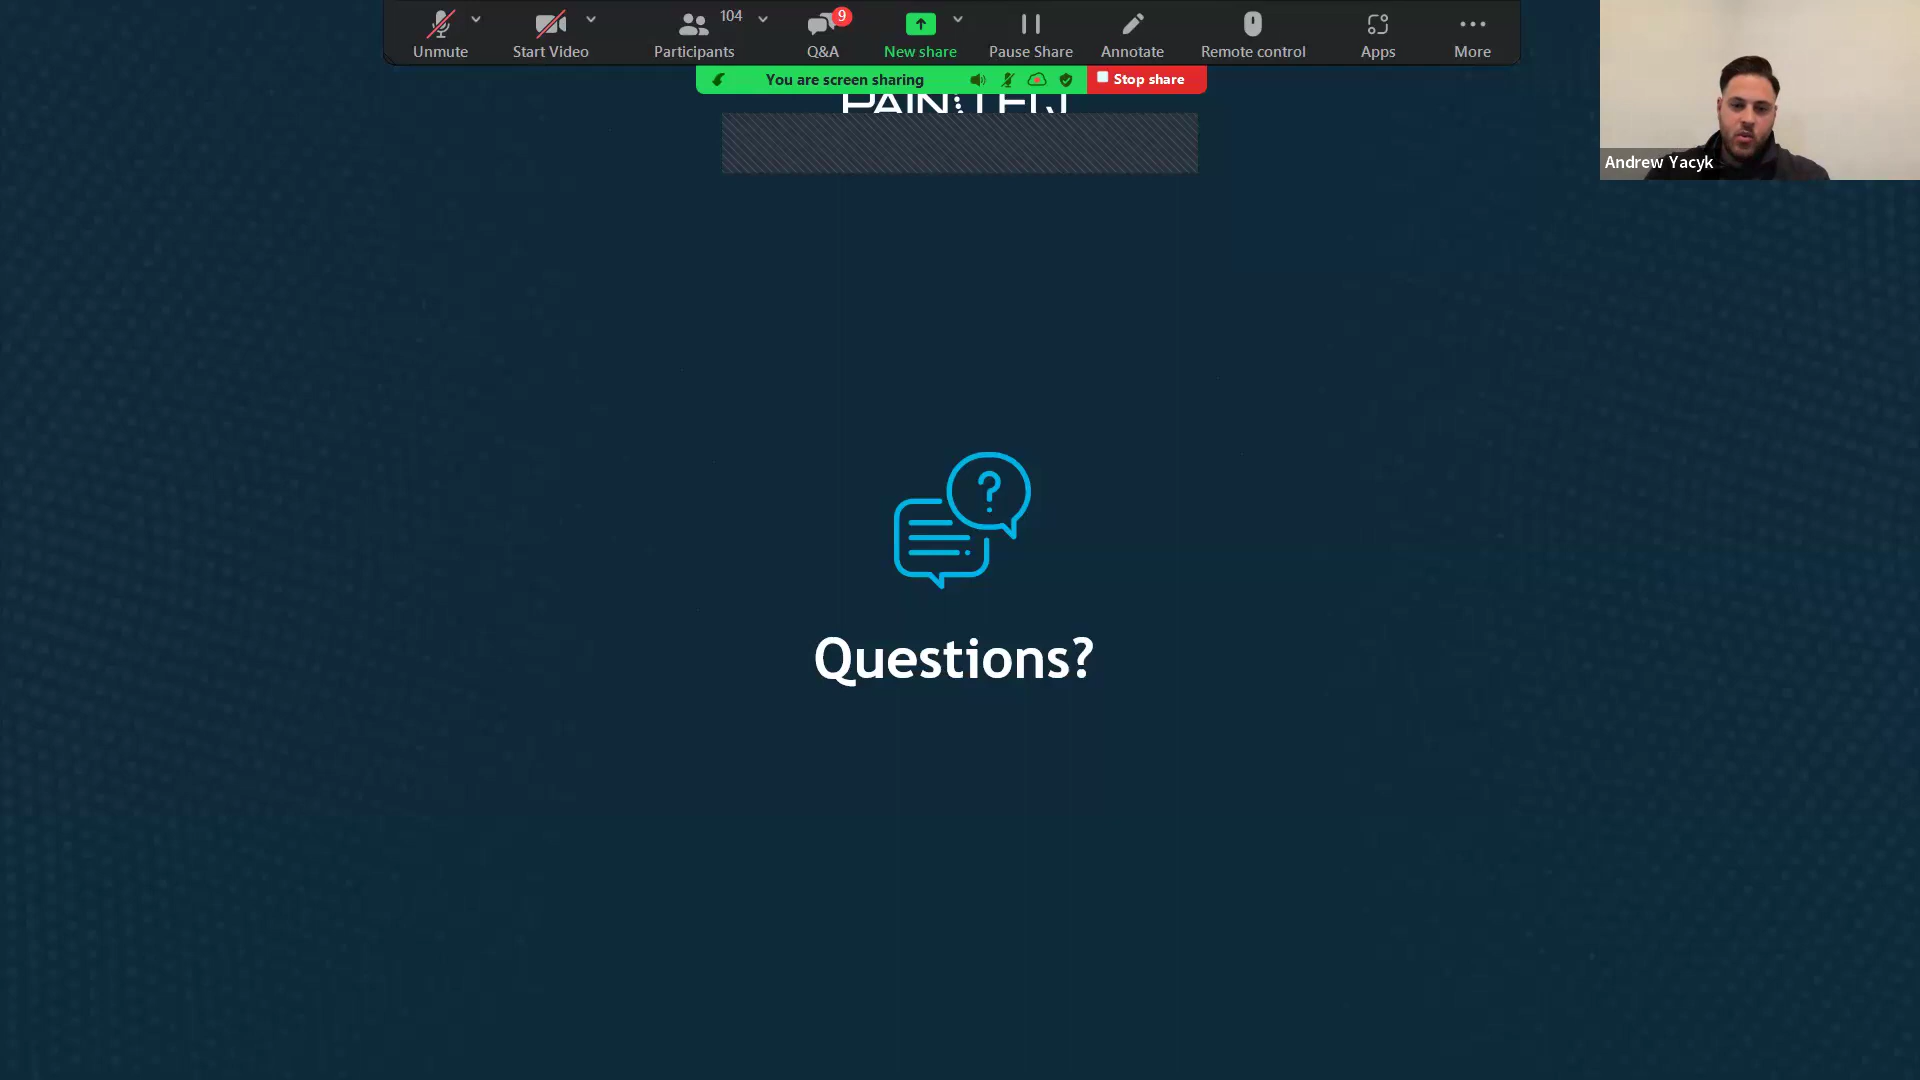 104
9
Unmute
Start Video
Participants
Q&A
New share
Pause Share
Annotate
Remote control
Apps
More
You are screen sharing
Stop share
Andrew Yacyk
?
Questions?